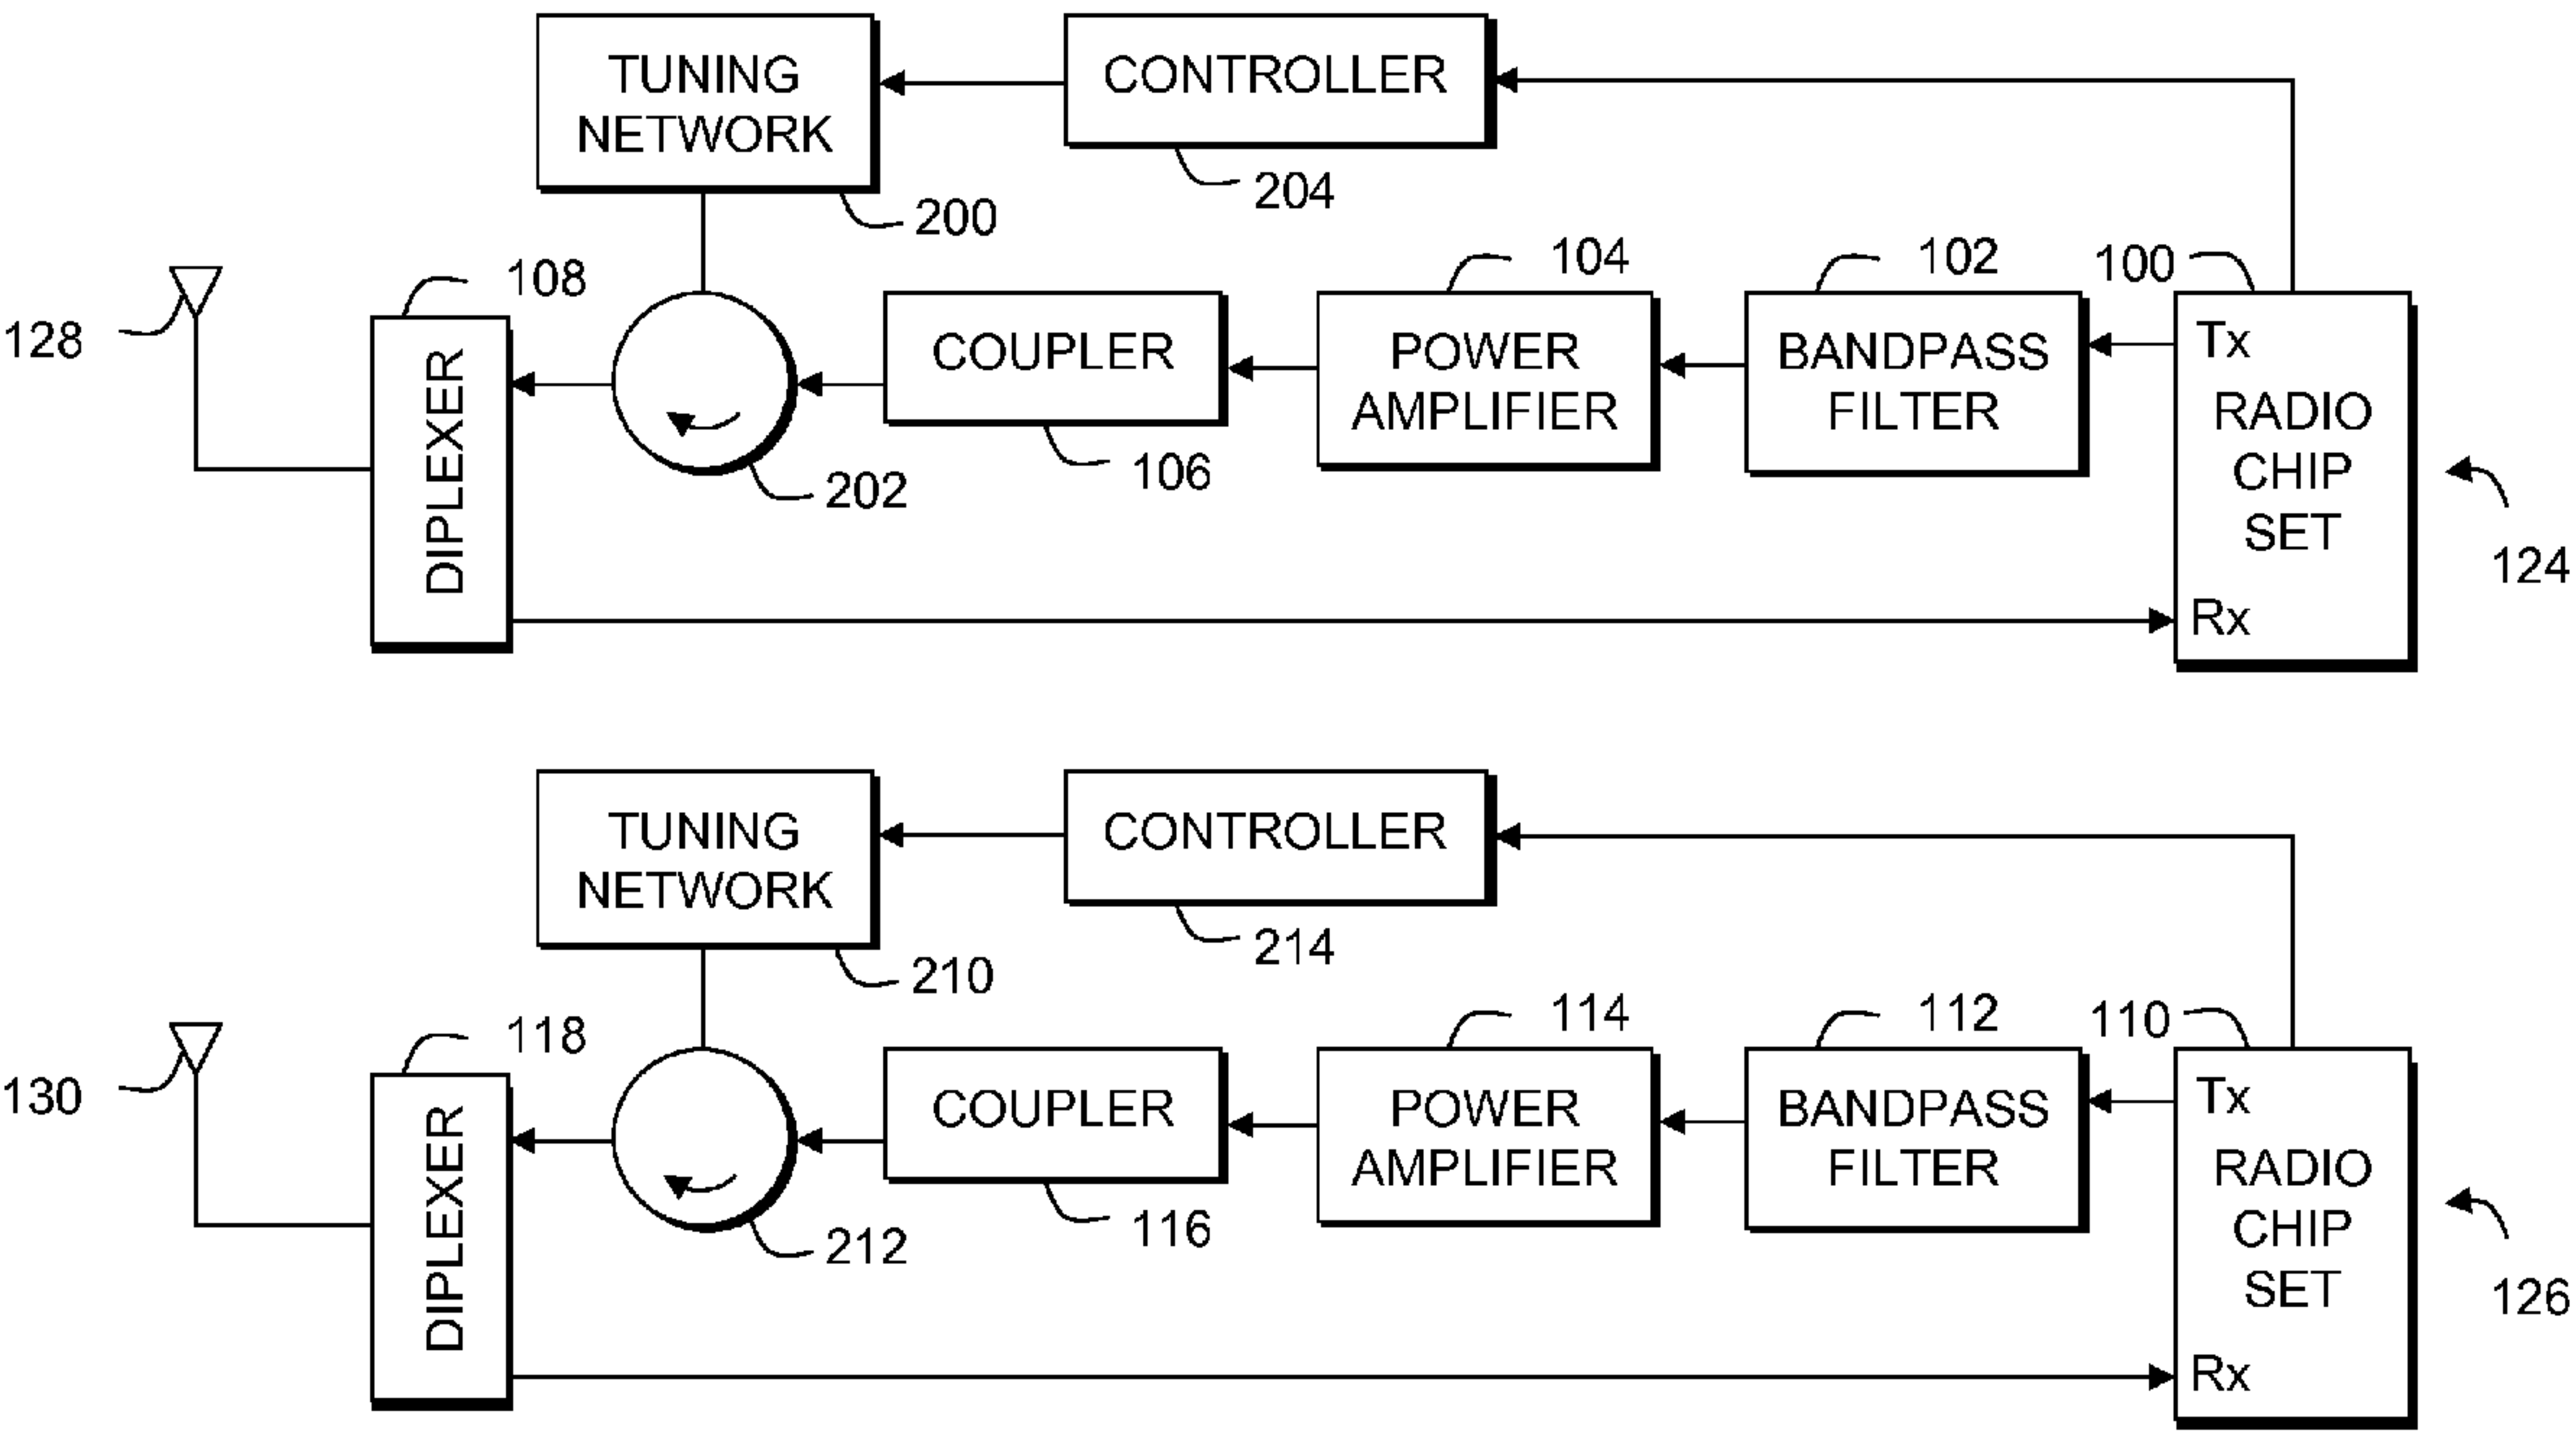 TUNING
NETWORK
200
CONTROLLER
204
128
108
DIPLEXER
202
COUPLER
106
104
POWER
AMPLIFIER
102
BANDPASS
FILTER
100
Tx
RADIO
CHIP
SET
Rx
124
TUNING
NETWORK
210
CONTROLLER
214
130
118
DIPLEXER
212
COUPLER
116
114
POWER
AMPLIFIER
112
BANDPASS
FILTER
110
Tx
RADIO
CHIP
SET
Rx
126